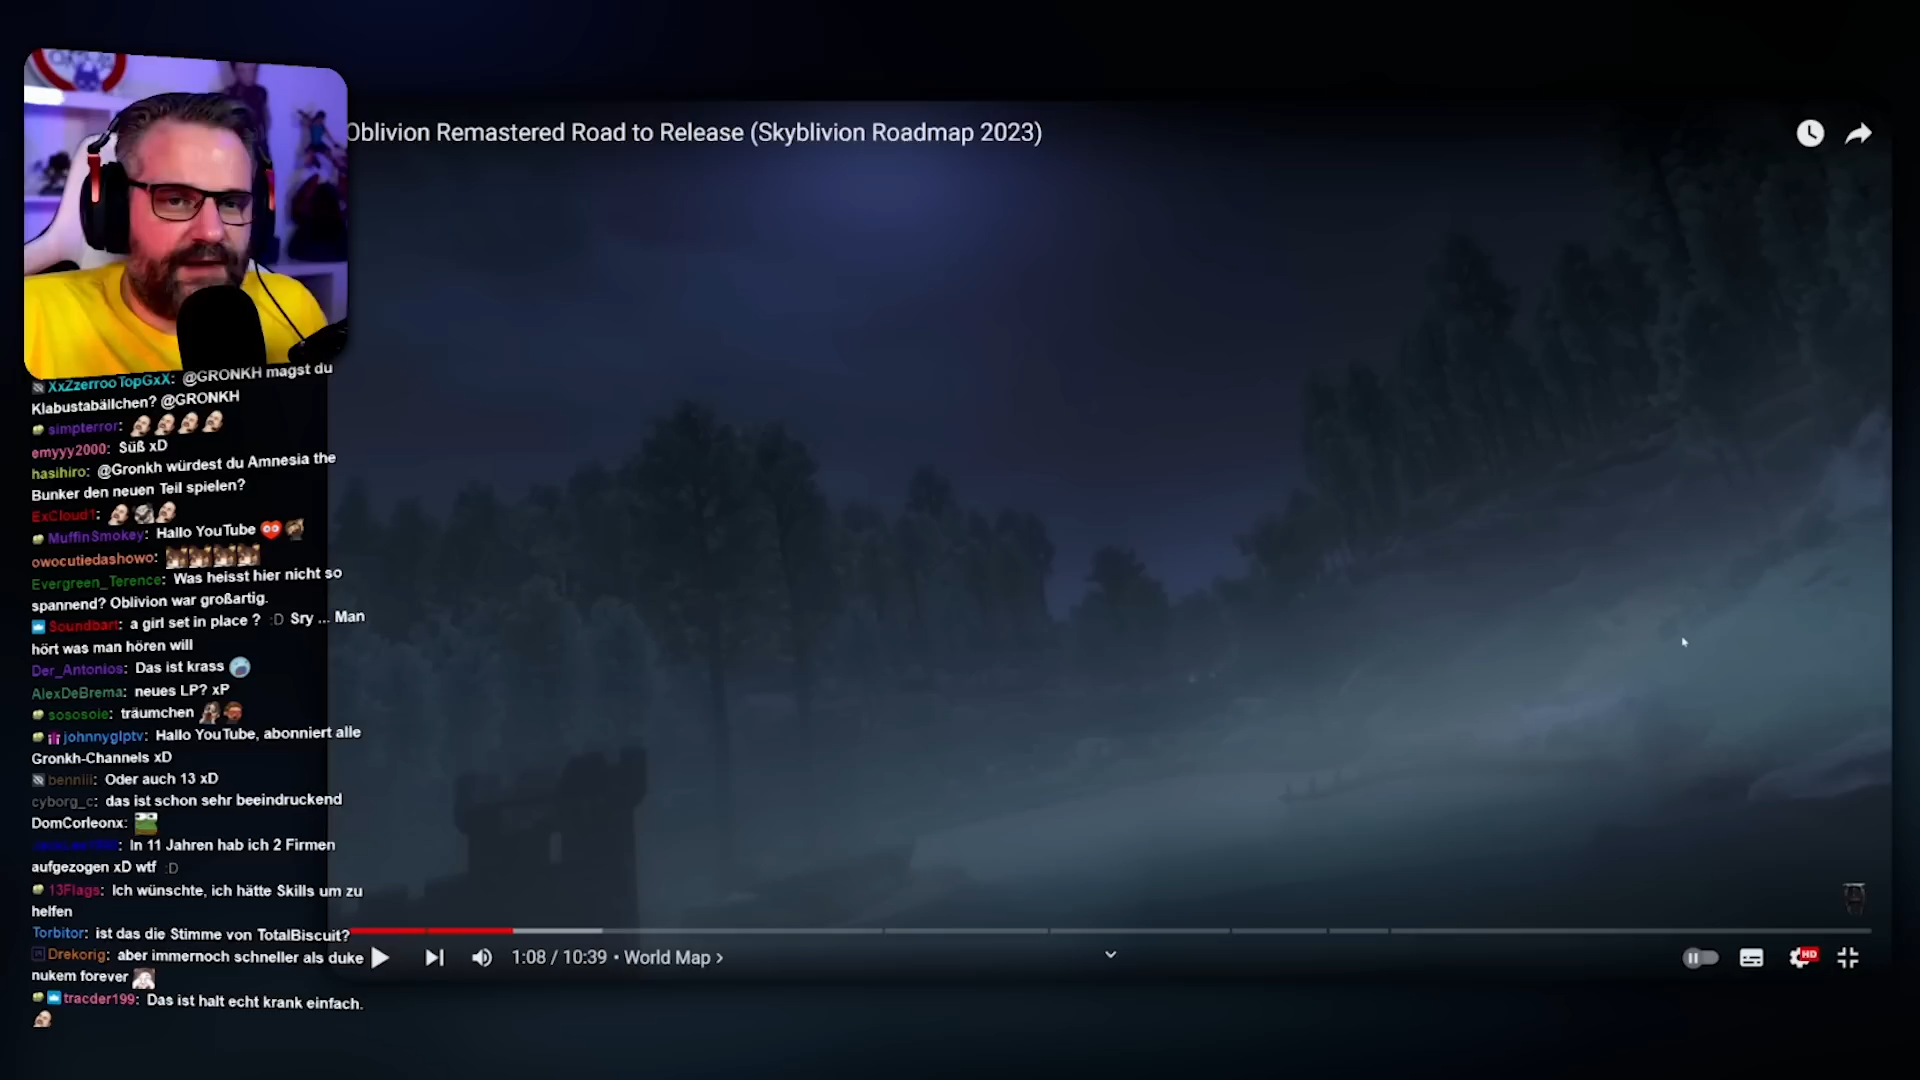 Oblivion Remastered Road to Release (Skyblivion Roadmap 2023)
XxZzerrooTopGxX: @GRONKH magst du
Klabustabällchen? @GRONKH
simpterror:
emyyy2000: Süß xD
hasihiro: @Gronkh würdest du Amnesia the
Bunker den neuen Teil spielen?
ExCloud1:
MuffinSmokey: Hallo YouTube
owocutiedashowo:
Evergreen_Terence: Was heisst hier nicht so
spannend? Oblivion war großartig.
Soundbart: a girl set in place ? :D Sry ... Man
hört was man hören will
Der_Antonios: Das ist krass
AlexDeBrema: neues LP? xP
sososoie: träumchen
johnnyglptv: Hallo YouTube, abonniert alle
Gronkh-Channels xD
benniii: Oder auch 13 xD
cyborg_c: das ist schon sehr beeindruckend
DomCorleonx:
: In 11 Jahren hab ich 2 Firmen
aufgezogen xD wtf :D
13Flags: Ich wünschte, ich hätte Skills um zu
helfen
Torbitor: ist das die Stimme von TotalBiscuit?
Drekorig: aber immernoch schneller als duke
nukem forever
tracder199: Das ist halt echt krank einfach.
1:08 / 10:39 • World Map ›
HD